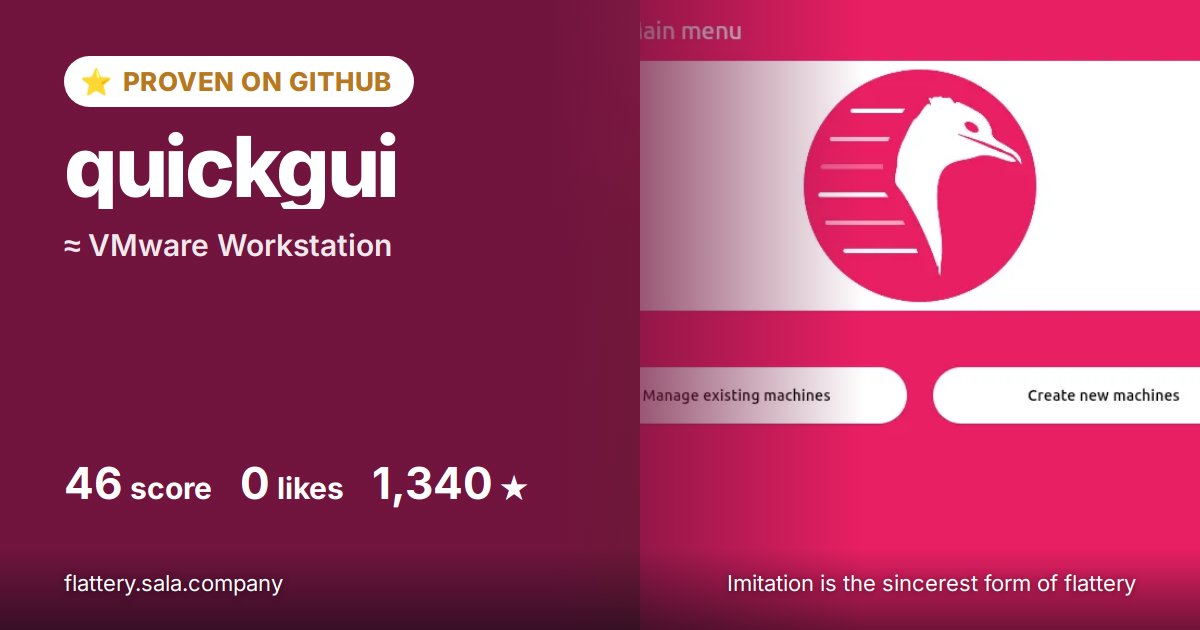 ⭐ PROVEN ON GITHUB
quickgui
≈ VMware Workstation
46 score 0 likes 1,340 ★
flattery.sala.company
ain menu
Manage existing machines
Create new machines
Imitation is the sincerest form of flattery